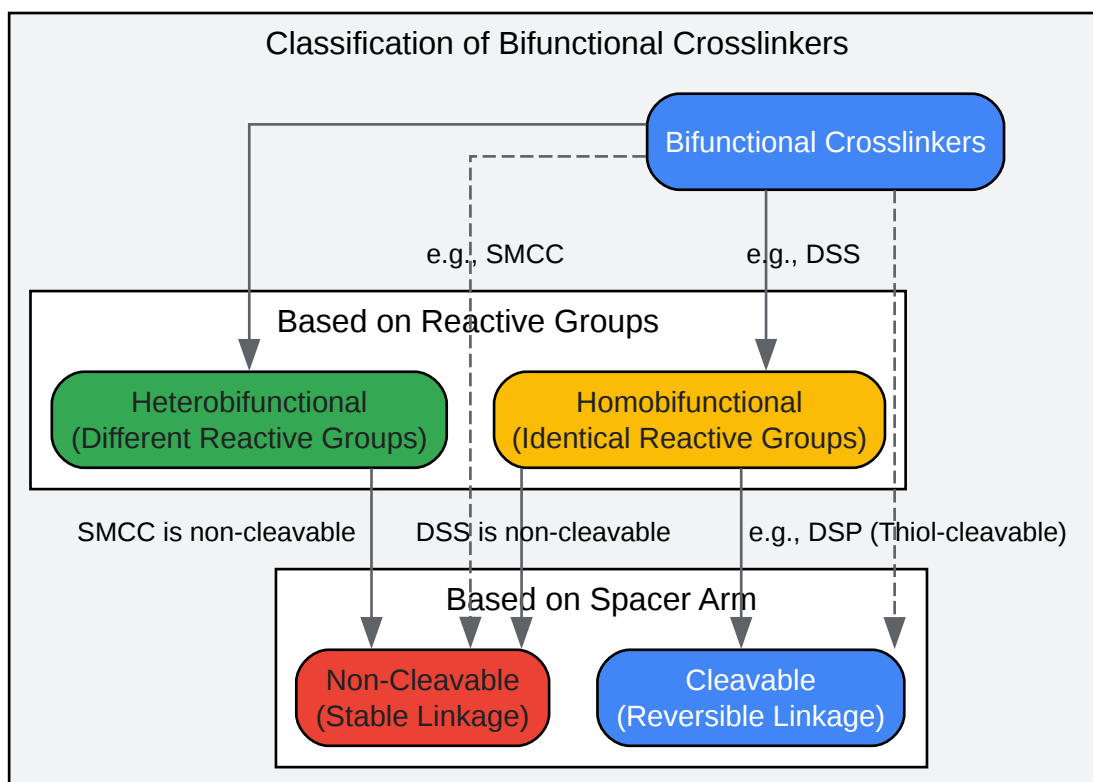 Classification of Bifunctional Crosslinkers
Bifunctional Crosslinkers
e.g., SMCC
e.g., DSS
Based on Reactive Groups
Heterobifunctional
(Different Reactive Groups)
Homobifunctional
(Identical Reactive Groups)
SMCC is non-cleavable
DSS is non-cleavable
e.g., DSP (Thiol-cleavable)
Based on Spacer Arm
Non-Cleavable
(Stable Linkage)
Cleavable
(Reversible Linkage)